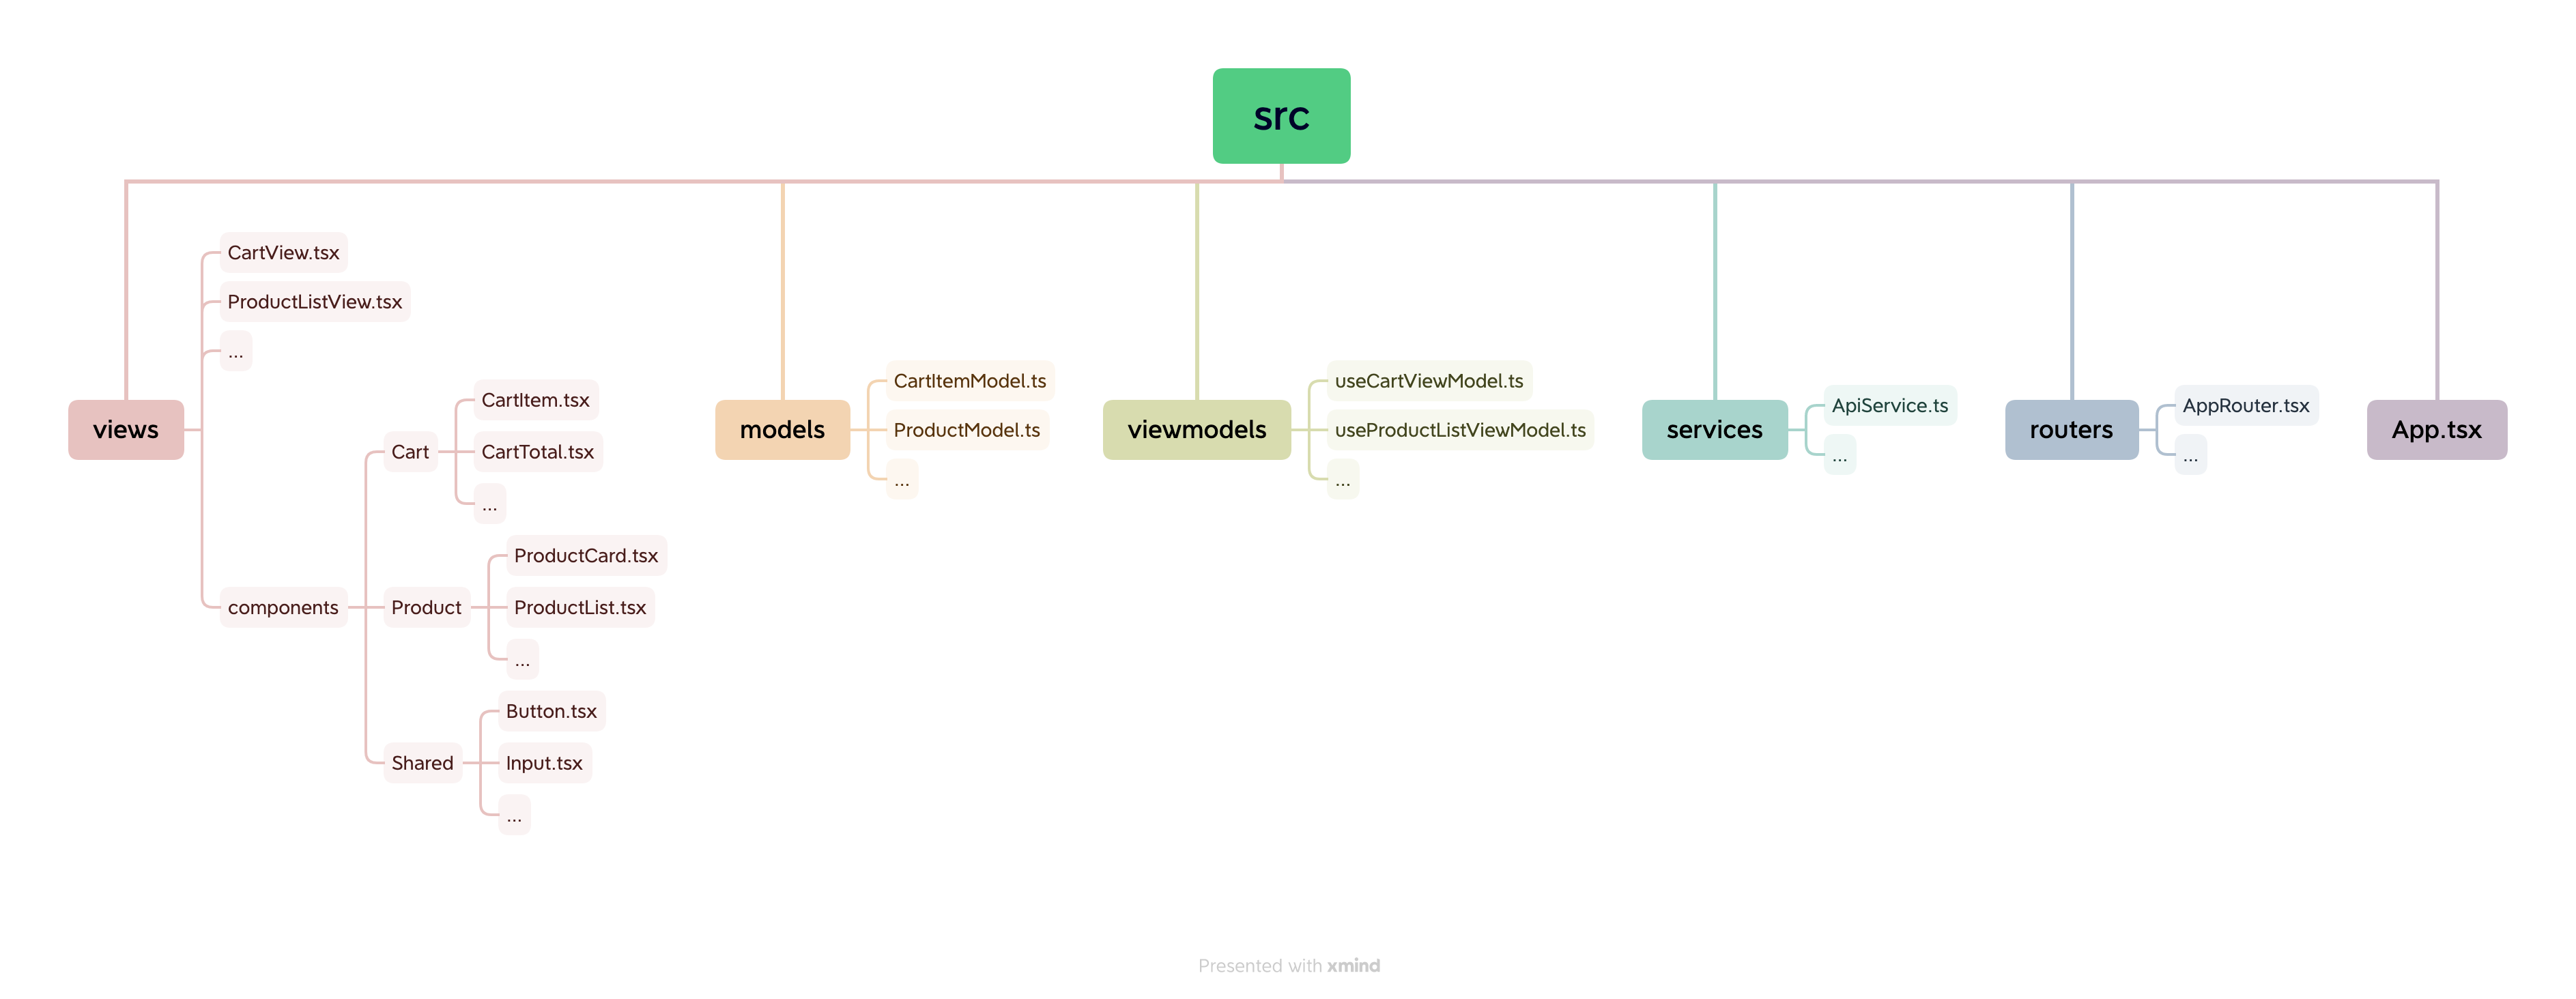 src
views
CartView.tsx
ProductListView.tsx
...
components
Cart
CartItem.tsx
CartTotal.tsx
...
Product
ProductCard.tsx
ProductList.tsx
...
Shared
Button.tsx
Input.tsx
...
models
CartItemModel.ts
ProductModel.ts
...
viewmodels
useCartViewModel.ts
useProductListViewModel.ts
...
services
ApiService.ts
...
routers
AppRouter.tsx
...
App.tsx
Presented with xmind